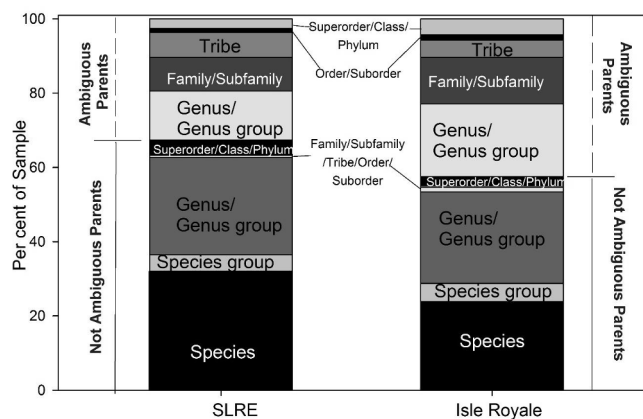 100
80
60
40
20
0
Per cent of Sample
Ambiguous
Parents
Not Ambiguous Parents
Tribe
Family/Subfamily
Genus/
Genus group
Superorder/Class/Phylum
Genus/
Genus group
Species group
Species
SLRE
Superorder/Class/
Phylum
Order/Suborder
Family/Subfamily
/Tribe/Order/
Suborder
Tribe
Family/Subfamily
Genus/
Genus group
Superorder/Class/Phylum
Genus/
Genus group
Species group
Species
Isle Royale
Ambiguous
Parents
Not Ambiguous Parents